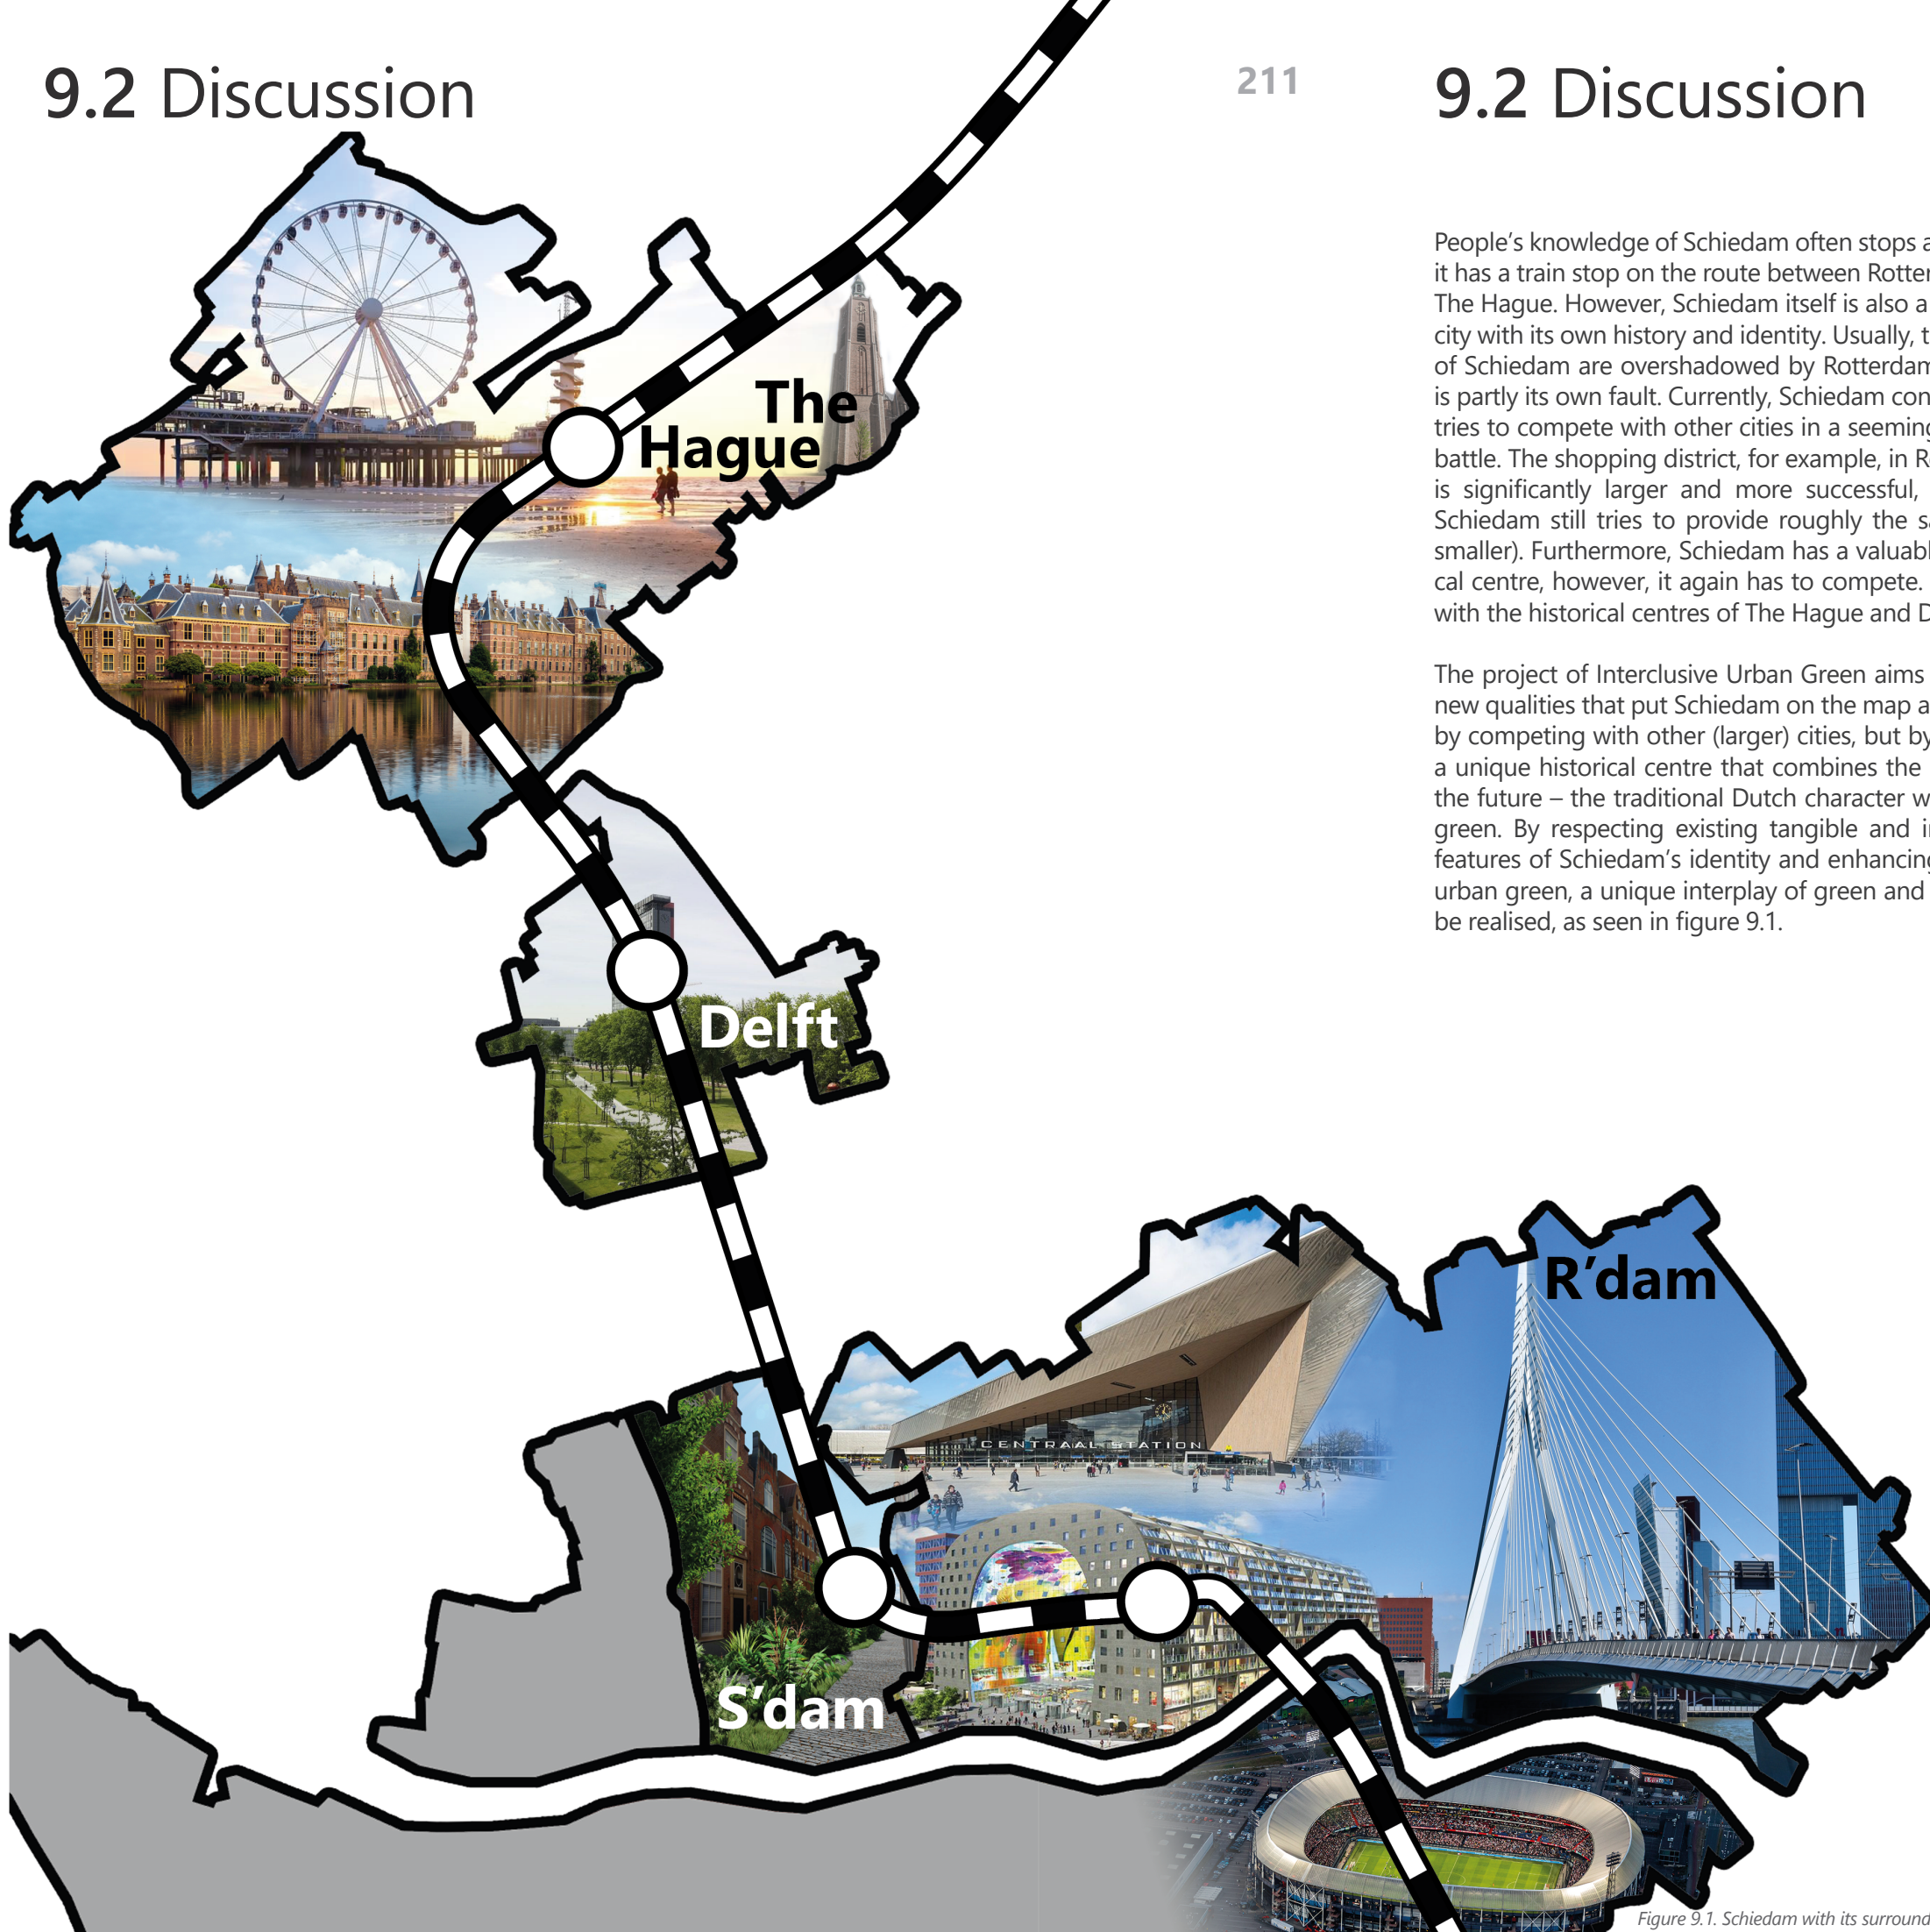 9.2 Discussion
211
9.2 Discussion
People's knowledge of Schiedam often stops a
it has a train stop on the route between Rotter
The Hague. However, Schiedam itself is also a
city with its own history and identity. Usually, t
of Schiedam are overshadowed by Rotterdam
is partly its own fault. Currently, Schiedam con
tries to compete with other cities in a seeming
battle. The shopping district, for example, in R
is significantly larger and more successful,
Schiedam still tries to provide roughly the s
smaller). Furthermore, Schiedam has a valuabl
cal centre, however, it again has to compete.
with the historical centres of The Hague and D
The project of Interclusive Urban Green aims
new qualities that put Schiedam on the map a
by competing with other (larger) cities, but by
a unique historical centre that combines the
the future – the traditional Dutch character w
green. By respecting existing tangible and i
features of Schiedam's identity and enhancing
urban green, a unique interplay of green and
be realised, as seen in figure 9.1.
The
Hague
Delft
R'dam
CENTRAAL STATION
S'dam
Figure 9.1. Schiedam with its surround